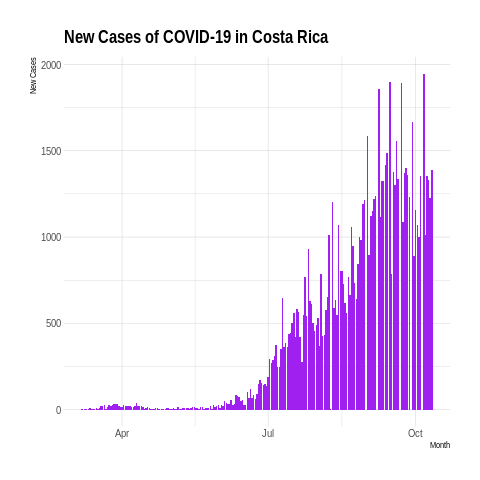 New Cases of COVID-19 in Costa Rica
New Cases
2000
1500
1000
500
0
Apr
Jul
Oct
Month